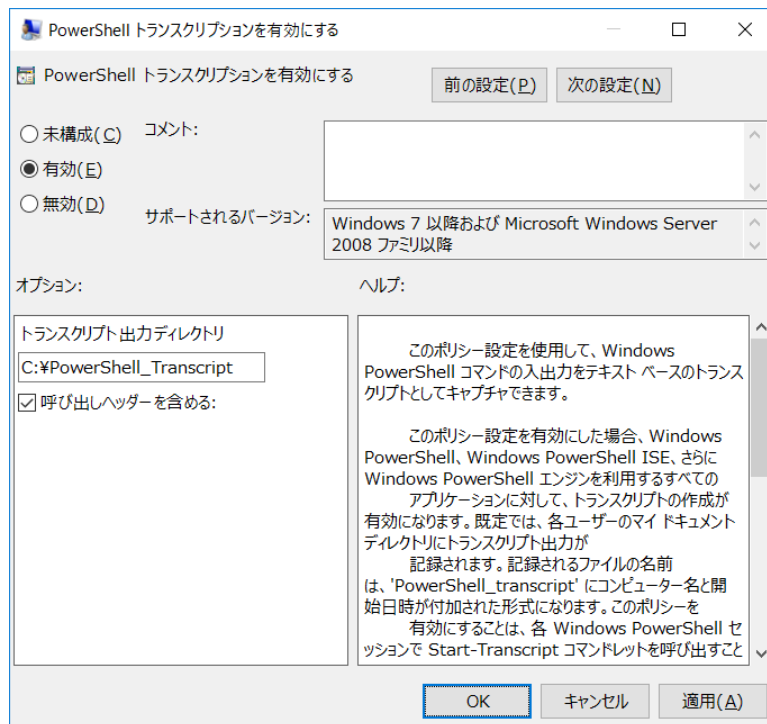 PowerShell トランスクリプションを有効にする
PowerShell トランスクリプションを有効にする
前の設定(P)
次の設定(N)
未構成(C)
コメント:
有効(E)
無効(D)
サポートされるバージョン:
Windows 7 以降および Microsoft Windows Server
2008 ファミリ以降
オプション:
ヘルプ:
トランスクリプト出力ディレクトリ
C:¥PowerShell_Transcript
呼び出しヘッダーを含める:
このポリシー設定を使用して、Windows
PowerShell コマンドの入出力をテキスト ベースのトランス
クリプトとしてキャプチャできます。
このポリシー設定を有効にした場合、Windows
PowerShell、Windows PowerShell ISE、さらに
Windows PowerShell エンジンを利用するすべての
アプリケーションに対して、トランスクリプトの作成が
有効になります。既定では、各ユーザーのマイ ドキュメント
ディレクトリにトランスクリプト出力が
記録されます。記録されるファイルの名前
は、'PowerShell_transcript' にコンピューター名と開
始日時が付加された形式になります。このポリシーを
有効にすることは、各 Windows PowerShell セ
ッションで Start-Transcript コマンドレットを呼び出すこと
OK
キャンセル
適用(A)